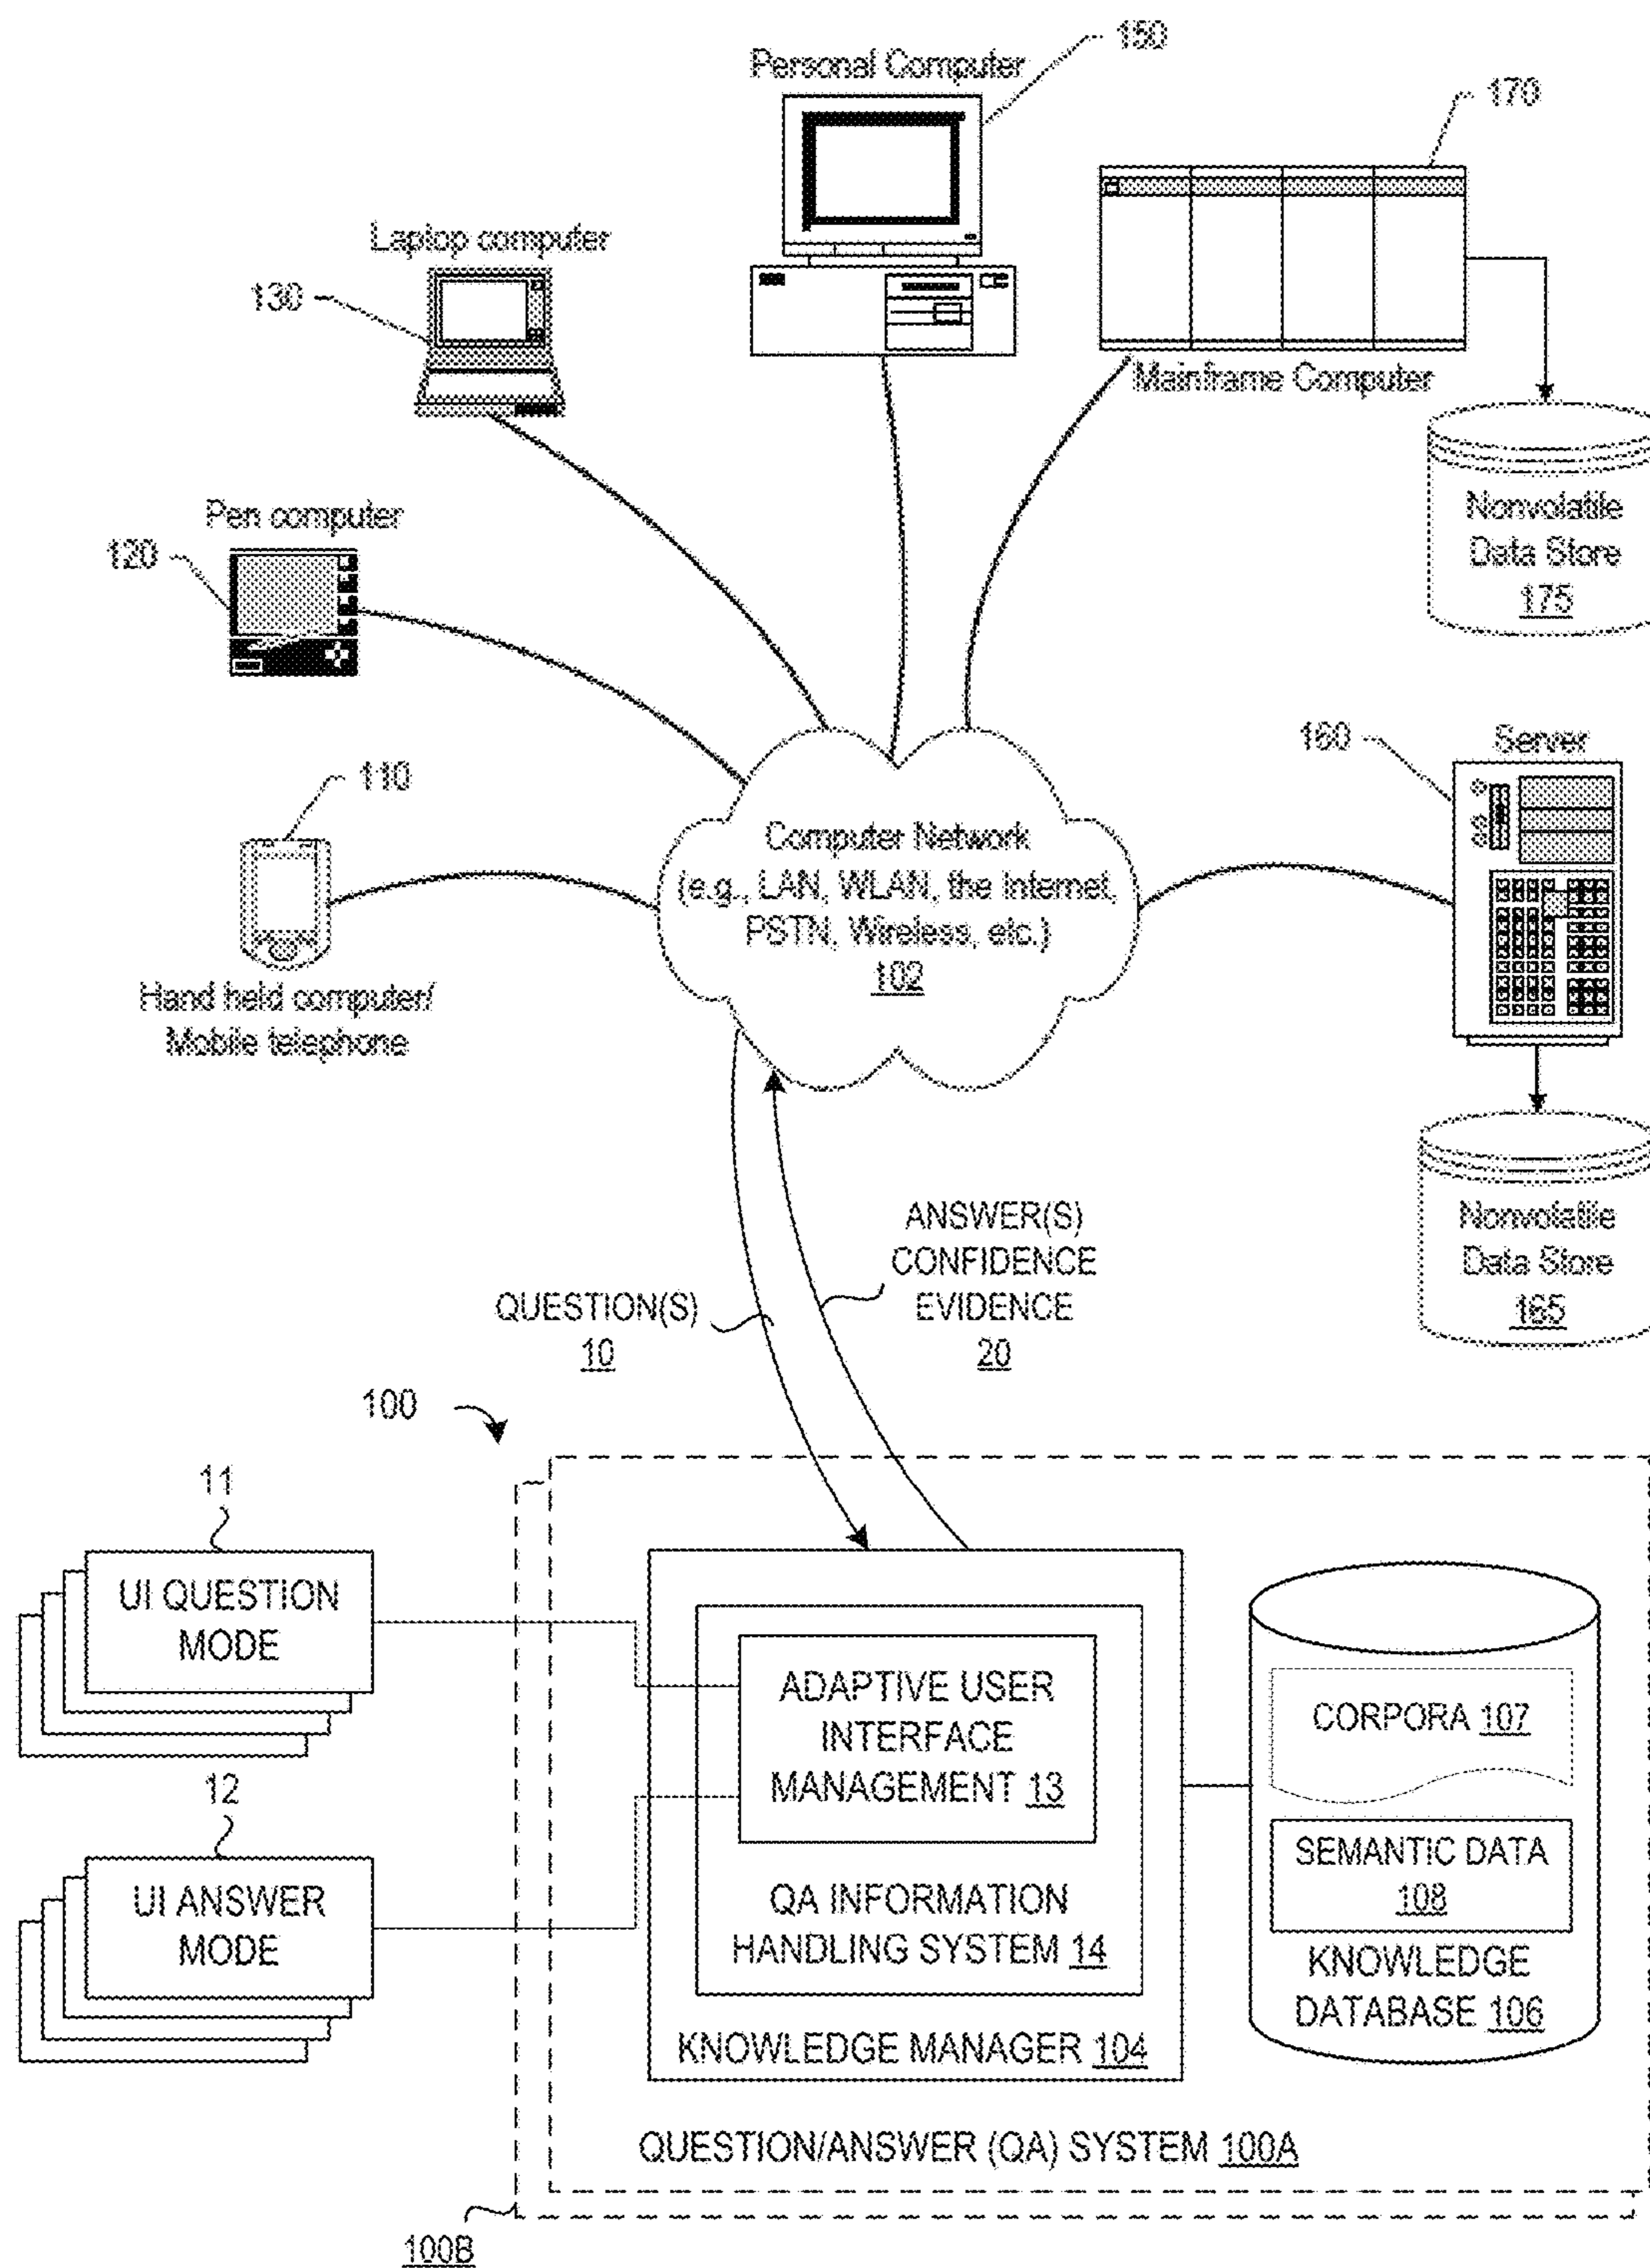 150
Personal Computer
170
Laptop computer
130
Mainframe Computer
Nonvolatile
Data Store
175
Pen computer
120
160
Server
110
Computer Network
(e.g., LAN, WLAN, the Internet,
PSTN, Wireless, etc.)
102
Hand held computer/
Mobile telephone
Nonvolatile
Data Store
165
ANSWER(S)
CONFIDENCE
EVIDENCE
20
QUESTION(S)
10
100
11
UI QUESTION
MODE
12
UI ANSWER
MODE
ADAPTIVE USER
INTERFACE
MANAGEMENT 13
QA INFORMATION
HANDLING SYSTEM 14
KNOWLEDGE MANAGER 104
CORPORA 107
SEMANTIC DATA
108
KNOWLEDGE
DATABASE 106
QUESTION/ANSWER (QA) SYSTEM 100A
100B